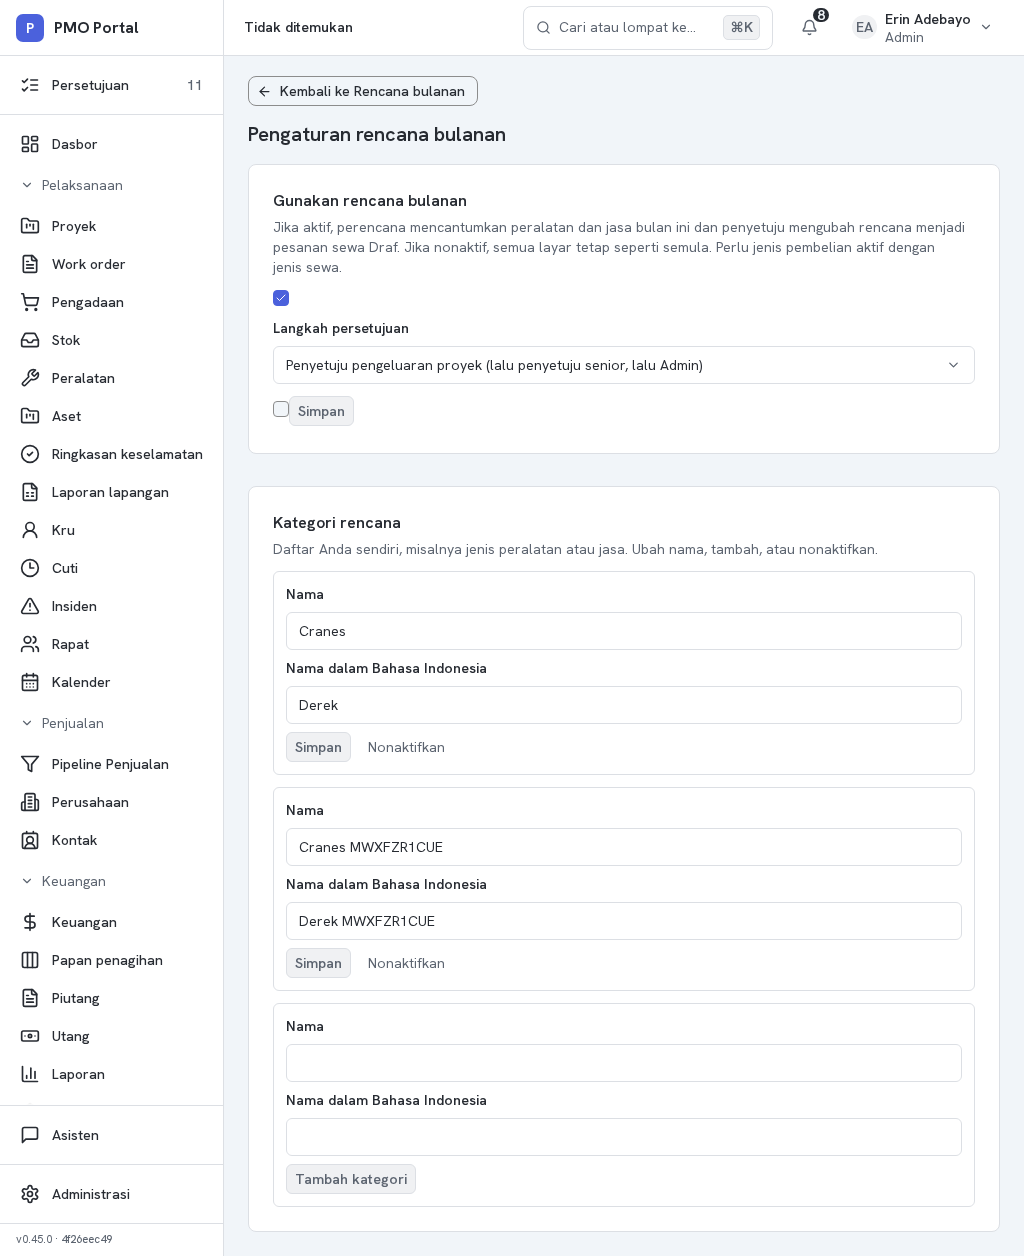 P PMO Portal
Tidak ditemukan
Cari atau lompat ke... ⌘K
8
EA
Erin Adebayo
Admin
Persetujuan 11
Dasbor
Pelaksanaan
Proyek
Work order
Pengadaan
Stok
Peralatan
Aset
Ringkasan keselamatan
Laporan lapangan
Kru
Cuti
Insiden
Rapat
Kalender
Penjualan
Pipeline Penjualan
Perusahaan
Kontak
Keuangan
Keuangan
Papan penagihan
Piutang
Utang
Laporan
Asisten
Administrasi
v0.45.0 · 4f26eec49
Kembali ke Rencana bulanan
Pengaturan rencana bulanan
Gunakan rencana bulanan
Jika aktif, perencana mencantumkan peralatan dan jasa bulan ini dan penyetuju mengubah rencana menjadi
pesanan sewa Draf. Jika nonaktif, semua layar tetap seperti semula. Perlu jenis pembelian aktif dengan
jenis sewa.
Langkah persetujuan
Penyetuju pengeluaran proyek (lalu penyetuju senior, lalu Admin)
Simpan
Kategori rencana
Daftar Anda sendiri, misalnya jenis peralatan atau jasa. Ubah nama, tambah, atau nonaktifkan.
Nama
Cranes
Nama dalam Bahasa Indonesia
Derek
Simpan Nonaktifkan
Nama
Cranes MWXFZR1CUE
Nama dalam Bahasa Indonesia
Derek MWXFZR1CUE
Simpan Nonaktifkan
Nama
Nama dalam Bahasa Indonesia
Tambah kategori